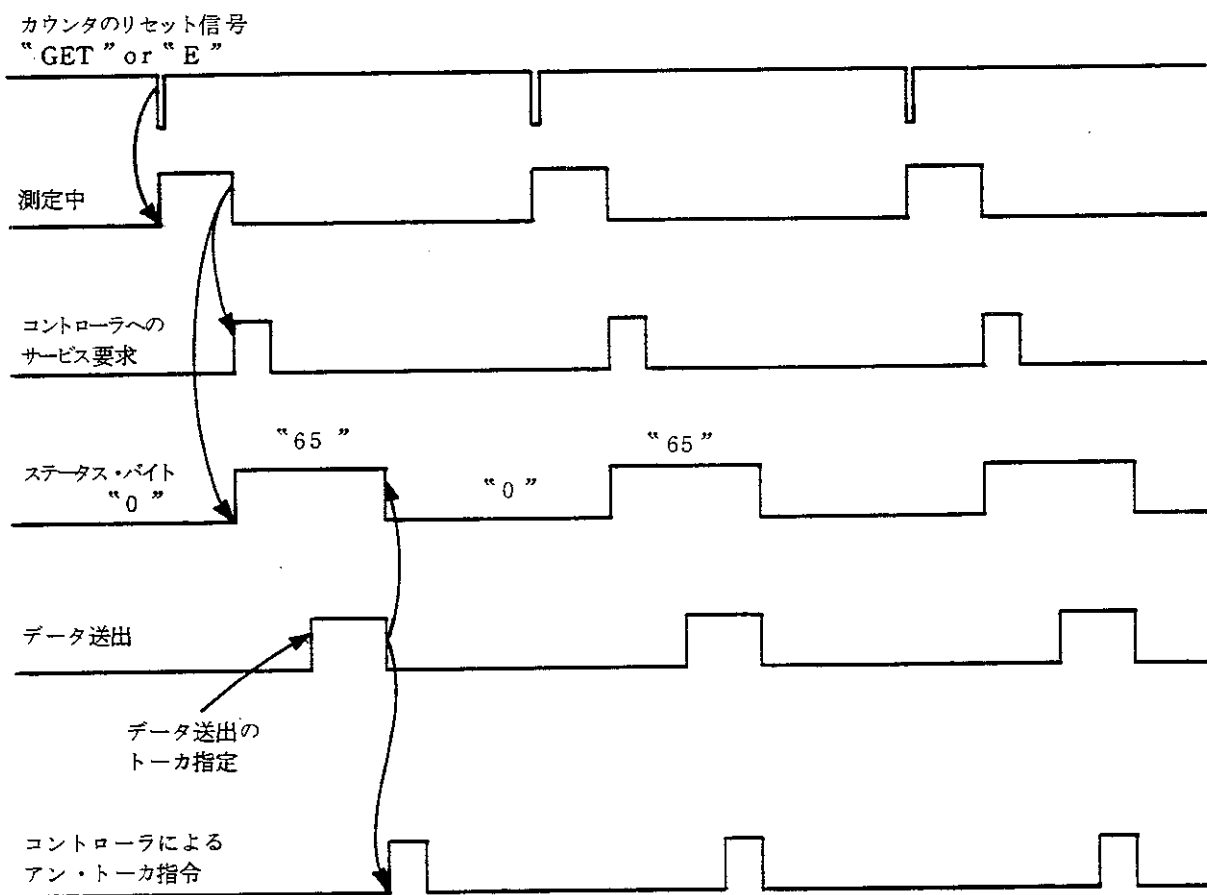 カウンタのリセット信号
“GET” or “E”
測定中
コントローラへの
サービス要求
“65”
“65”
ステータス・バイト
“0”
“0”
データ送出
データ送出の
トーカ指定
コントローラによる
アン・トーカ指令